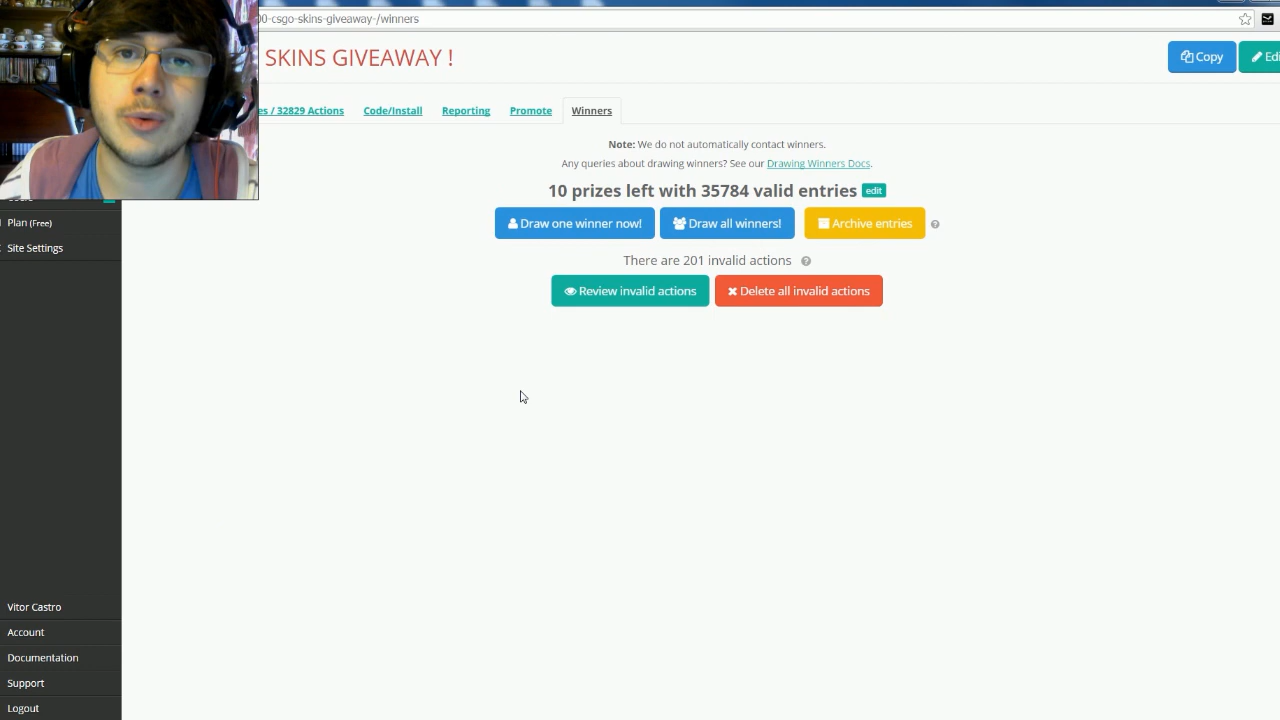 00-csgo-skins-giveaway-/winners
SKINS GIVEAWAY !
Copy
es / 32829 Actions
Code/Install
Reporting
Promote
Winners
Note: We do not automatically contact winners.
Any queries about drawing winners? See our Drawing Winners Docs.
10 prizes left with 35784 valid entries edit
Draw one winner now!
Draw all winners!
Archive entries
There are 201 invalid actions
Review invalid actions
Delete all invalid actions
Plan (Free)
Site Settings
Vitor Castro
Account
Documentation
Support
Logout